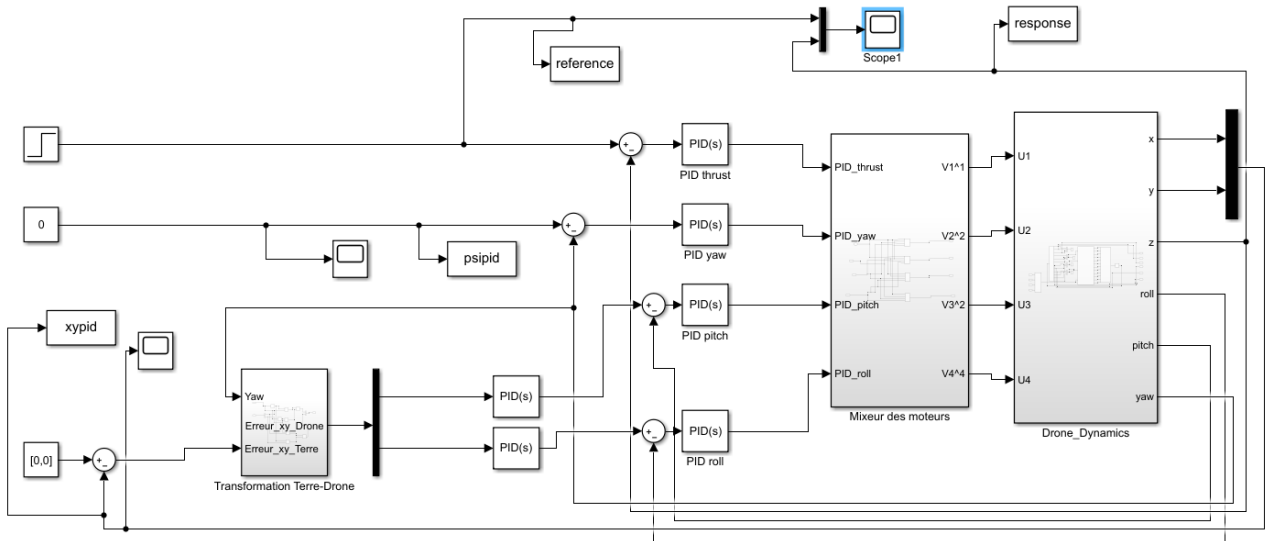 response
reference
Scope1
PID(s)
PID thrust
0
psipid
PID(s)
PID yaw
xypid
PID(s)
PID pitch
Yaw
Erreur_xy_Drone
Erreur_xy_Terre
Transformation Terre-Drone
[0,0]
PID(s)
PID(s)
PID(s)
PID roll
PID_thrust
PID_yaw
PID_pitch
PID_roll
V1^1
V2^2
V3^2
V4^4
Mixeur des moteurs
U1
U2
U3
U4
x
y
z
roll
pitch
yaw
Drone_Dynamics